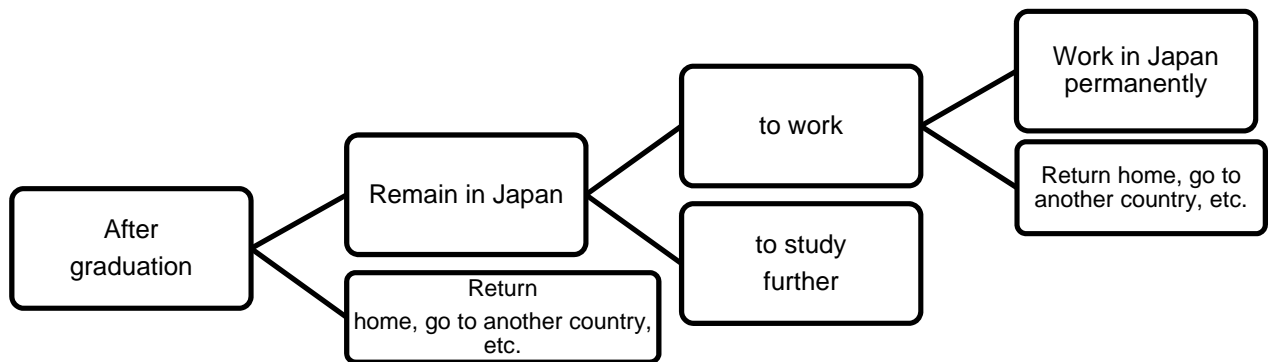 After
graduation
Remain in Japan
Return
home, go to another country,
etc.
to work
to study
further
Work in Japan
permanently
Return home, go to
another country, etc.